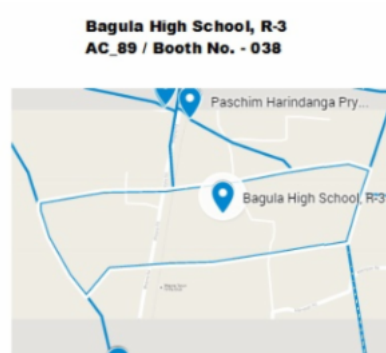 Bagula High School, R-3
AC_89 / Booth No. - 038
Paschim Harindanga Pry...
Bagula High School, R-3